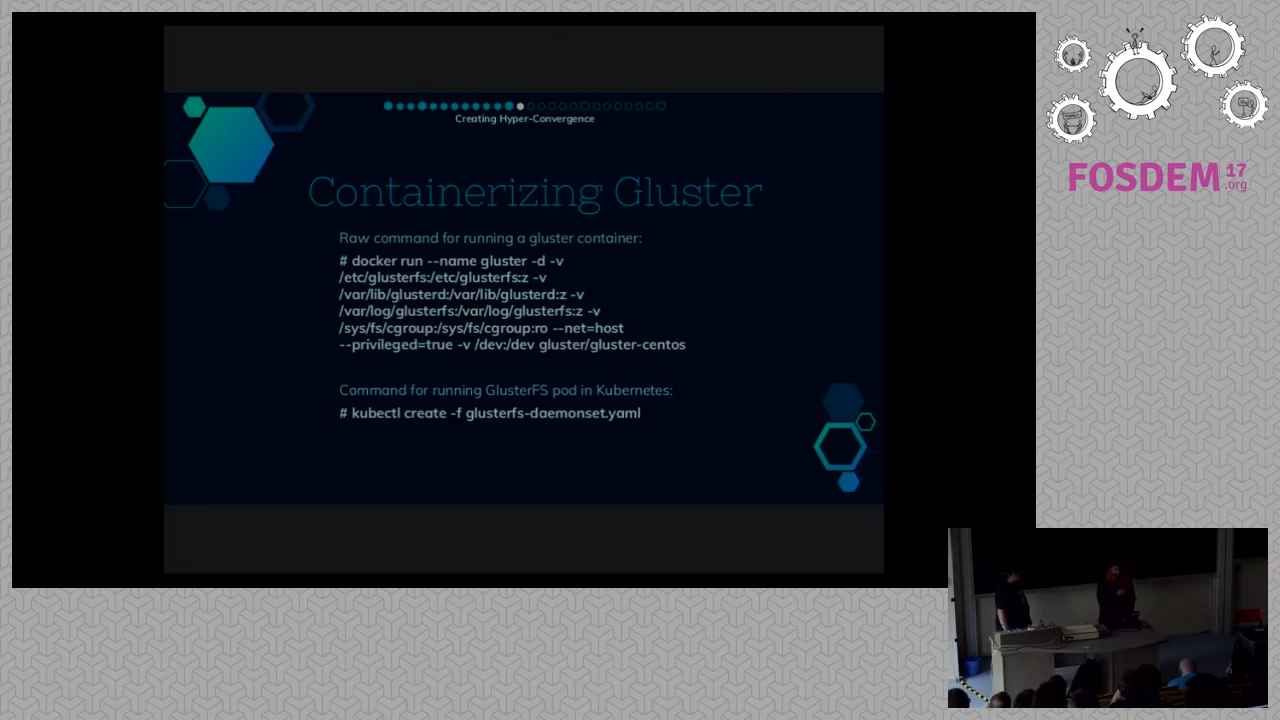 Creating Hyper-Convergence
Containerizing Gluster
Raw command for running a gluster container:
# docker run --name gluster -d -v
/etc/glusterfs:/etc/glusterfs:z -v
/var/lib/glusterd:/var/lib/glusterd:z -v
/var/log/glusterfs:/var/log/glusterfs:z -v
/sys/fs/cgroup:/sys/fs/cgroup:ro --net=host
--privileged=true -v /dev:/dev gluster/gluster-centos
Command for running GlusterFS pod in Kubernetes:
# kubectl create -f glusterfs-daemonset.yaml
FOSDEM 17
.org